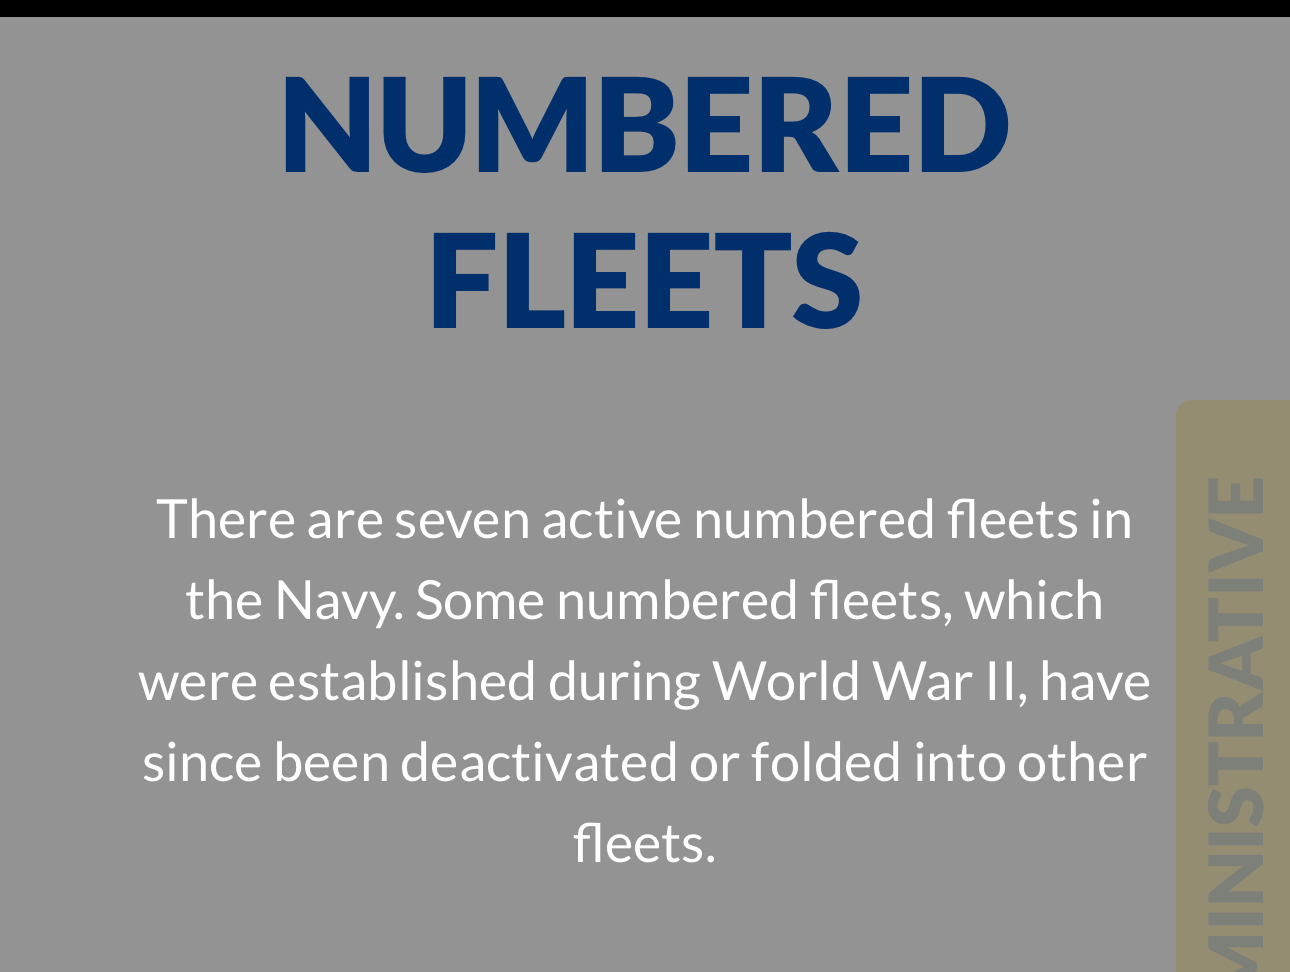 NUMBERED
FLEETS
There are seven active numbered fleets in
the Navy. Some numbered fleets, which
were established during World War II, have
since been deactivated or folded into other
fleets.
MINISTRATIVE